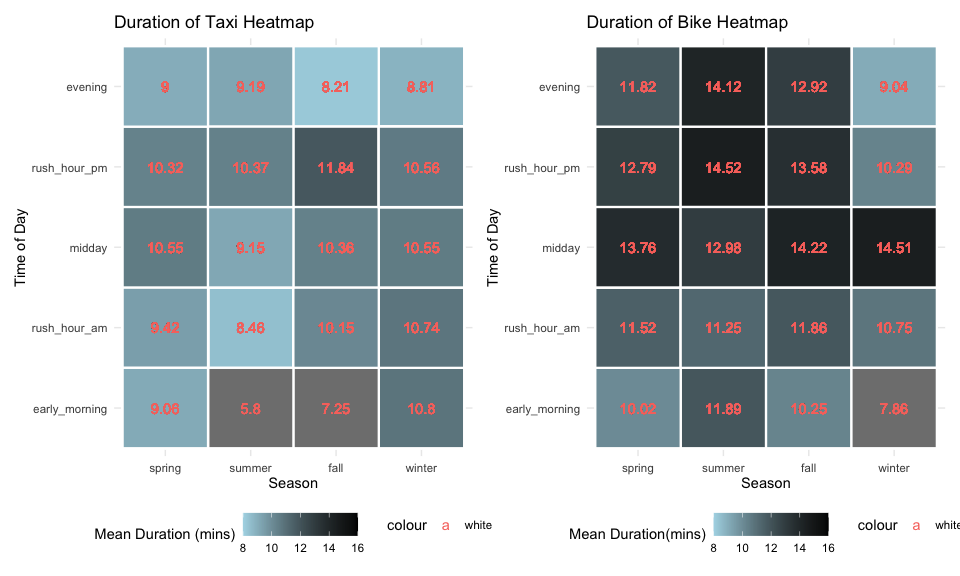 Duration of Taxi Heatmap
evening 9 9.19 8.21 8.81
rush_hour_pm 10.32 10.37 11.84 10.56
midday 10.55 9.15 10.36 10.55
rush_hour_am 9.42 8.46 10.15 10.74
early_morning 9.06 5.8 7.25 10.8
Time of Day
spring summer fall winter
Season
Mean Duration (mins)
8 10 12 14 16
colour a white
Duration of Bike Heatmap
evening 11.82 14.12 12.92 9.04
rush_hour_pm 12.79 14.52 13.58 10.29
midday 13.76 12.98 14.22 14.51
rush_hour_am 11.52 11.25 11.86 10.75
early_morning 10.02 11.89 10.25 7.86
Time of Day
spring summer fall winter
Season
Mean Duration(mins)
8 10 12 14 16
colour a white